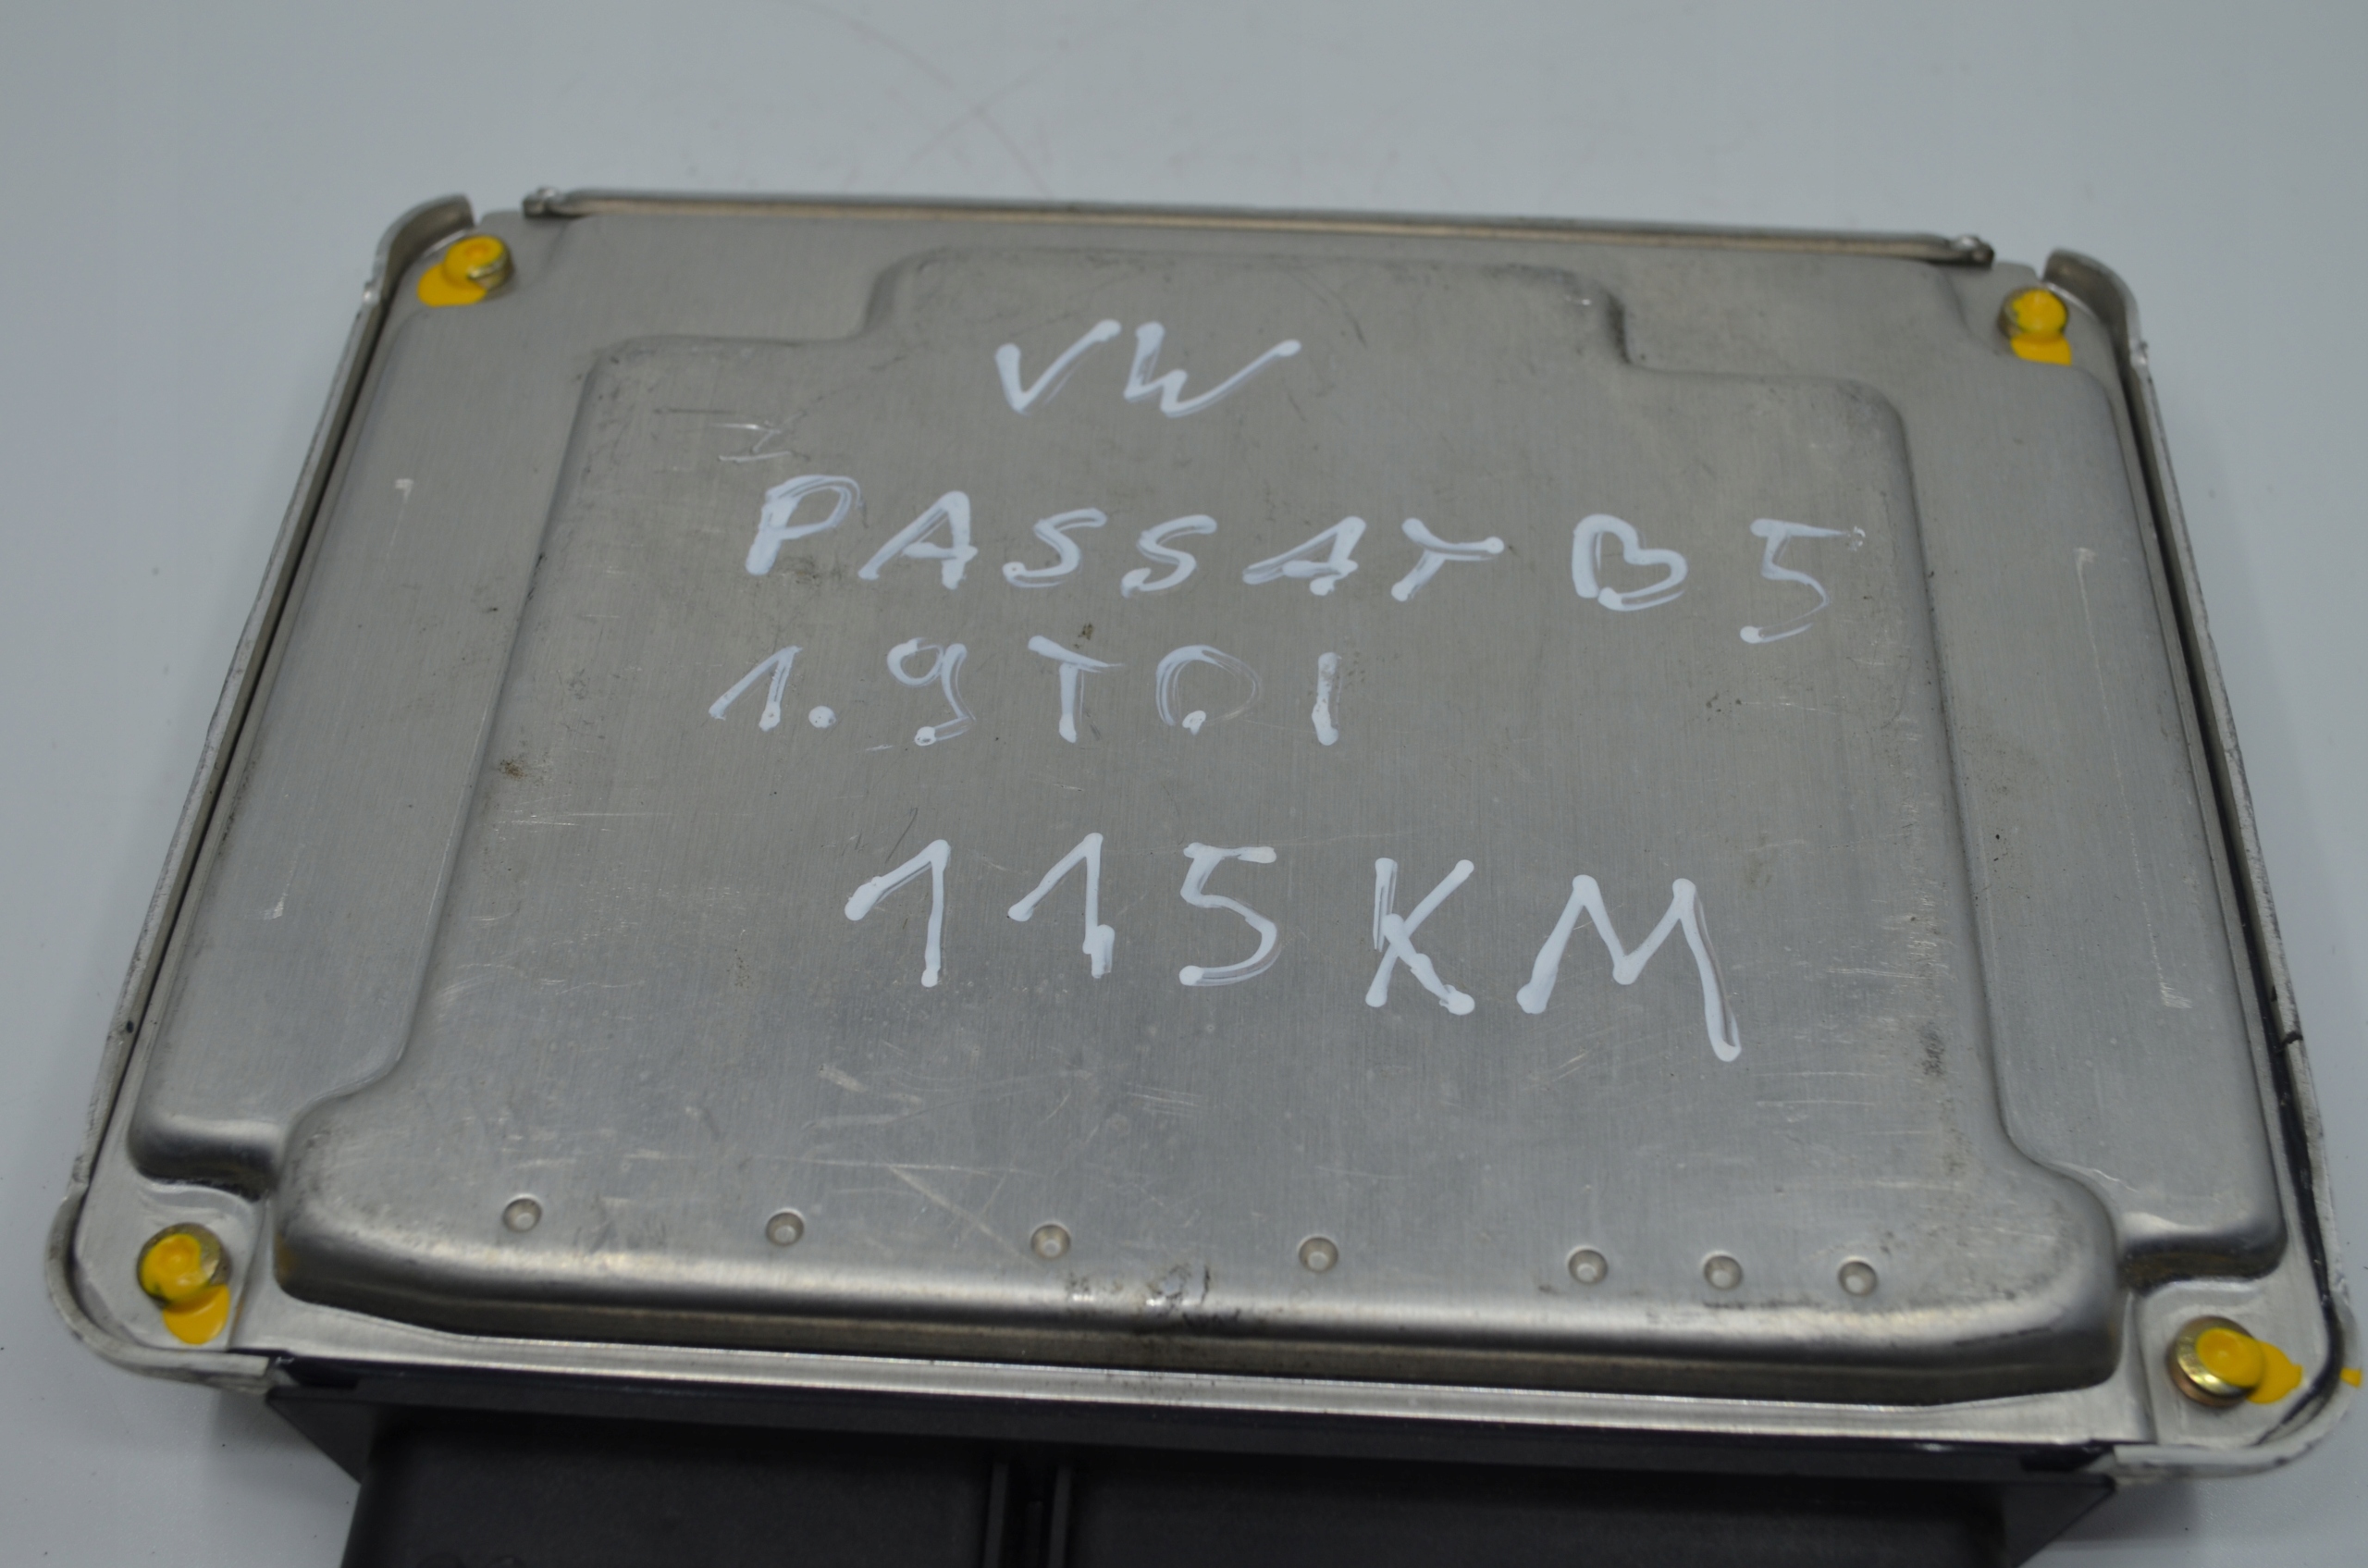 VW
PASSAT B5
1.9TDI
115KM